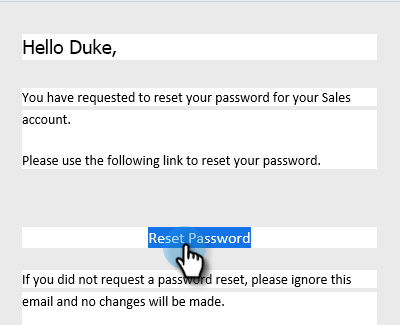 Hello Duke,
You have requested to reset your password for your Sales
account.
Please use the following link to reset your password.
Reset Password
If you did not request a password reset, please ignore this
email and no changes will be made.